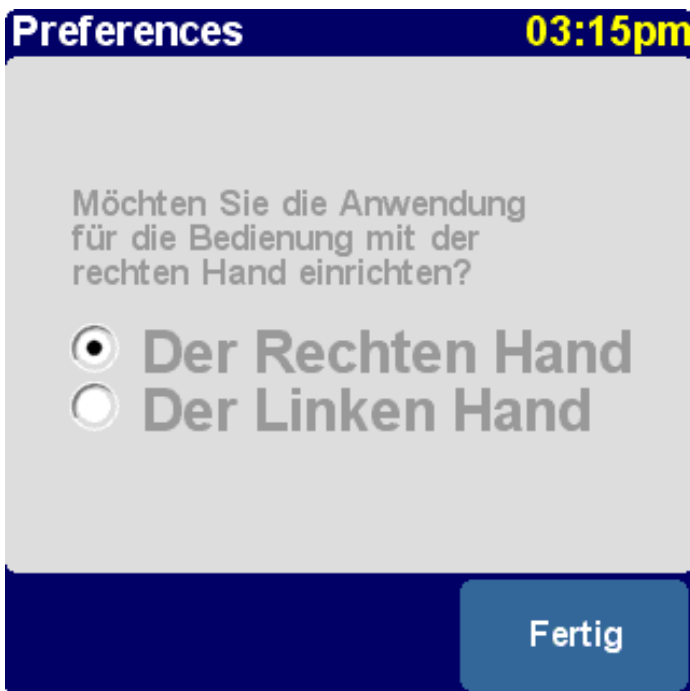 Preferences 03:15pm
Möchten Sie die Anwendung
für die Bedienung mit der
rechten Hand einrichten?
Der Rechten Hand
Der Linken Hand
Fertig